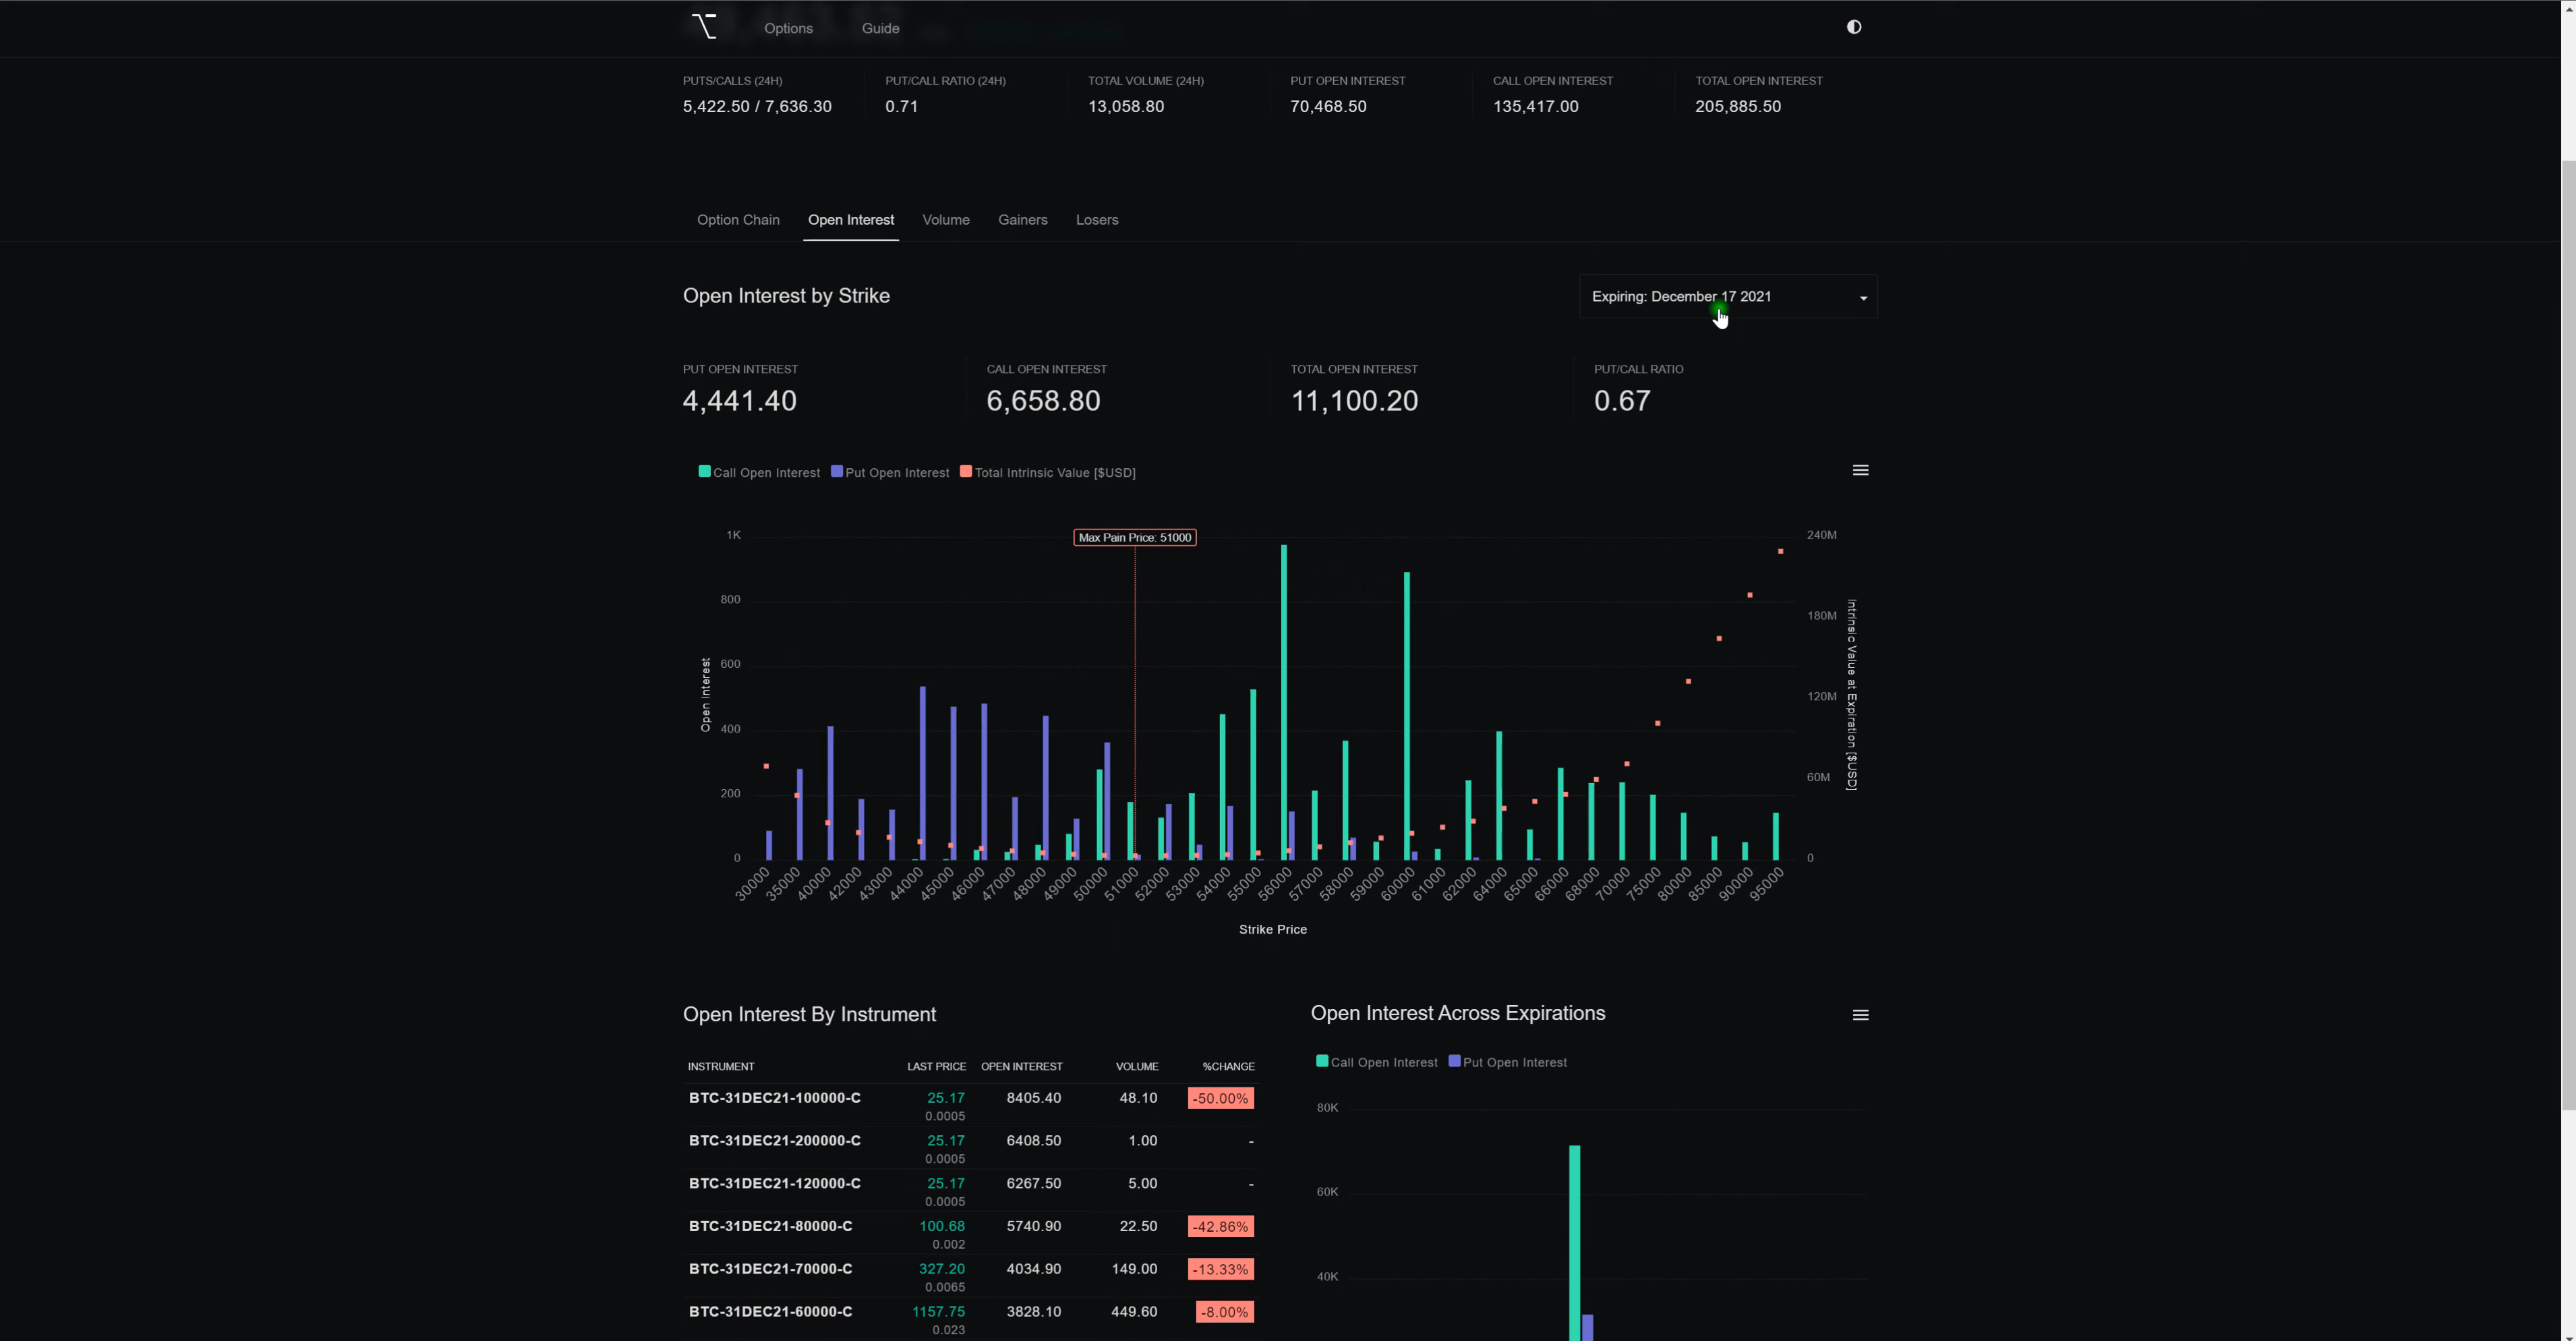 Options Guide
PUTS/CALLS (24H) PUT/CALL RATIO (24H) TOTAL VOLUME (24H) PUT OPEN INTEREST CALL OPEN INTEREST TOTAL OPEN INTEREST
5,422.50 / 7,636.30 0.71 13,058.80 70,468.50 135,417.00 205,885.50
Option Chain Open Interest Volume Gainers Losers
Open Interest by Strike Expiring: December 17 2021
PUT OPEN INTEREST CALL OPEN INTEREST TOTAL OPEN INTEREST PUT/CALL RATIO
4,441.40 6,658.80 11,100.20 0.67
Call Open Interest Put Open Interest Total Intrinsic Value [$USD]
Max Pain Price: 51000
1K 240M
800
180M
600
120M
400
60M
200
0 0
Open Interest
Intrinsic Value at Expiration [$USD]
30000 35000 40000 42000 43000 44000 45000 46000 47000 48000 49000 50000 51000 52000 53000 54000 55000 56000 57000 58000 59000 60000 61000 62000 64000 65000 66000 68000 70000 75000 80000 85000 90000 95000
Strike Price
Open Interest By Instrument
INSTRUMENT LAST PRICE OPEN INTEREST VOLUME %CHANGE
BTC-31DEC21-100000-C 25.17 8405.40 48.10 -50.00%
0.0005
BTC-31DEC21-200000-C 25.17 6408.50 1.00 -
0.0005
BTC-31DEC21-120000-C 25.17 6267.50 5.00 -
0.0005
BTC-31DEC21-80000-C 100.68 5740.90 22.50 -42.86%
0.002
BTC-31DEC21-70000-C 327.20 4034.90 149.00 -13.33%
0.0065
BTC-31DEC21-60000-C 1157.75 3828.10 449.60 -8.00%
0.023
Open Interest Across Expirations
Call Open Interest Put Open Interest
80K
60K
40K